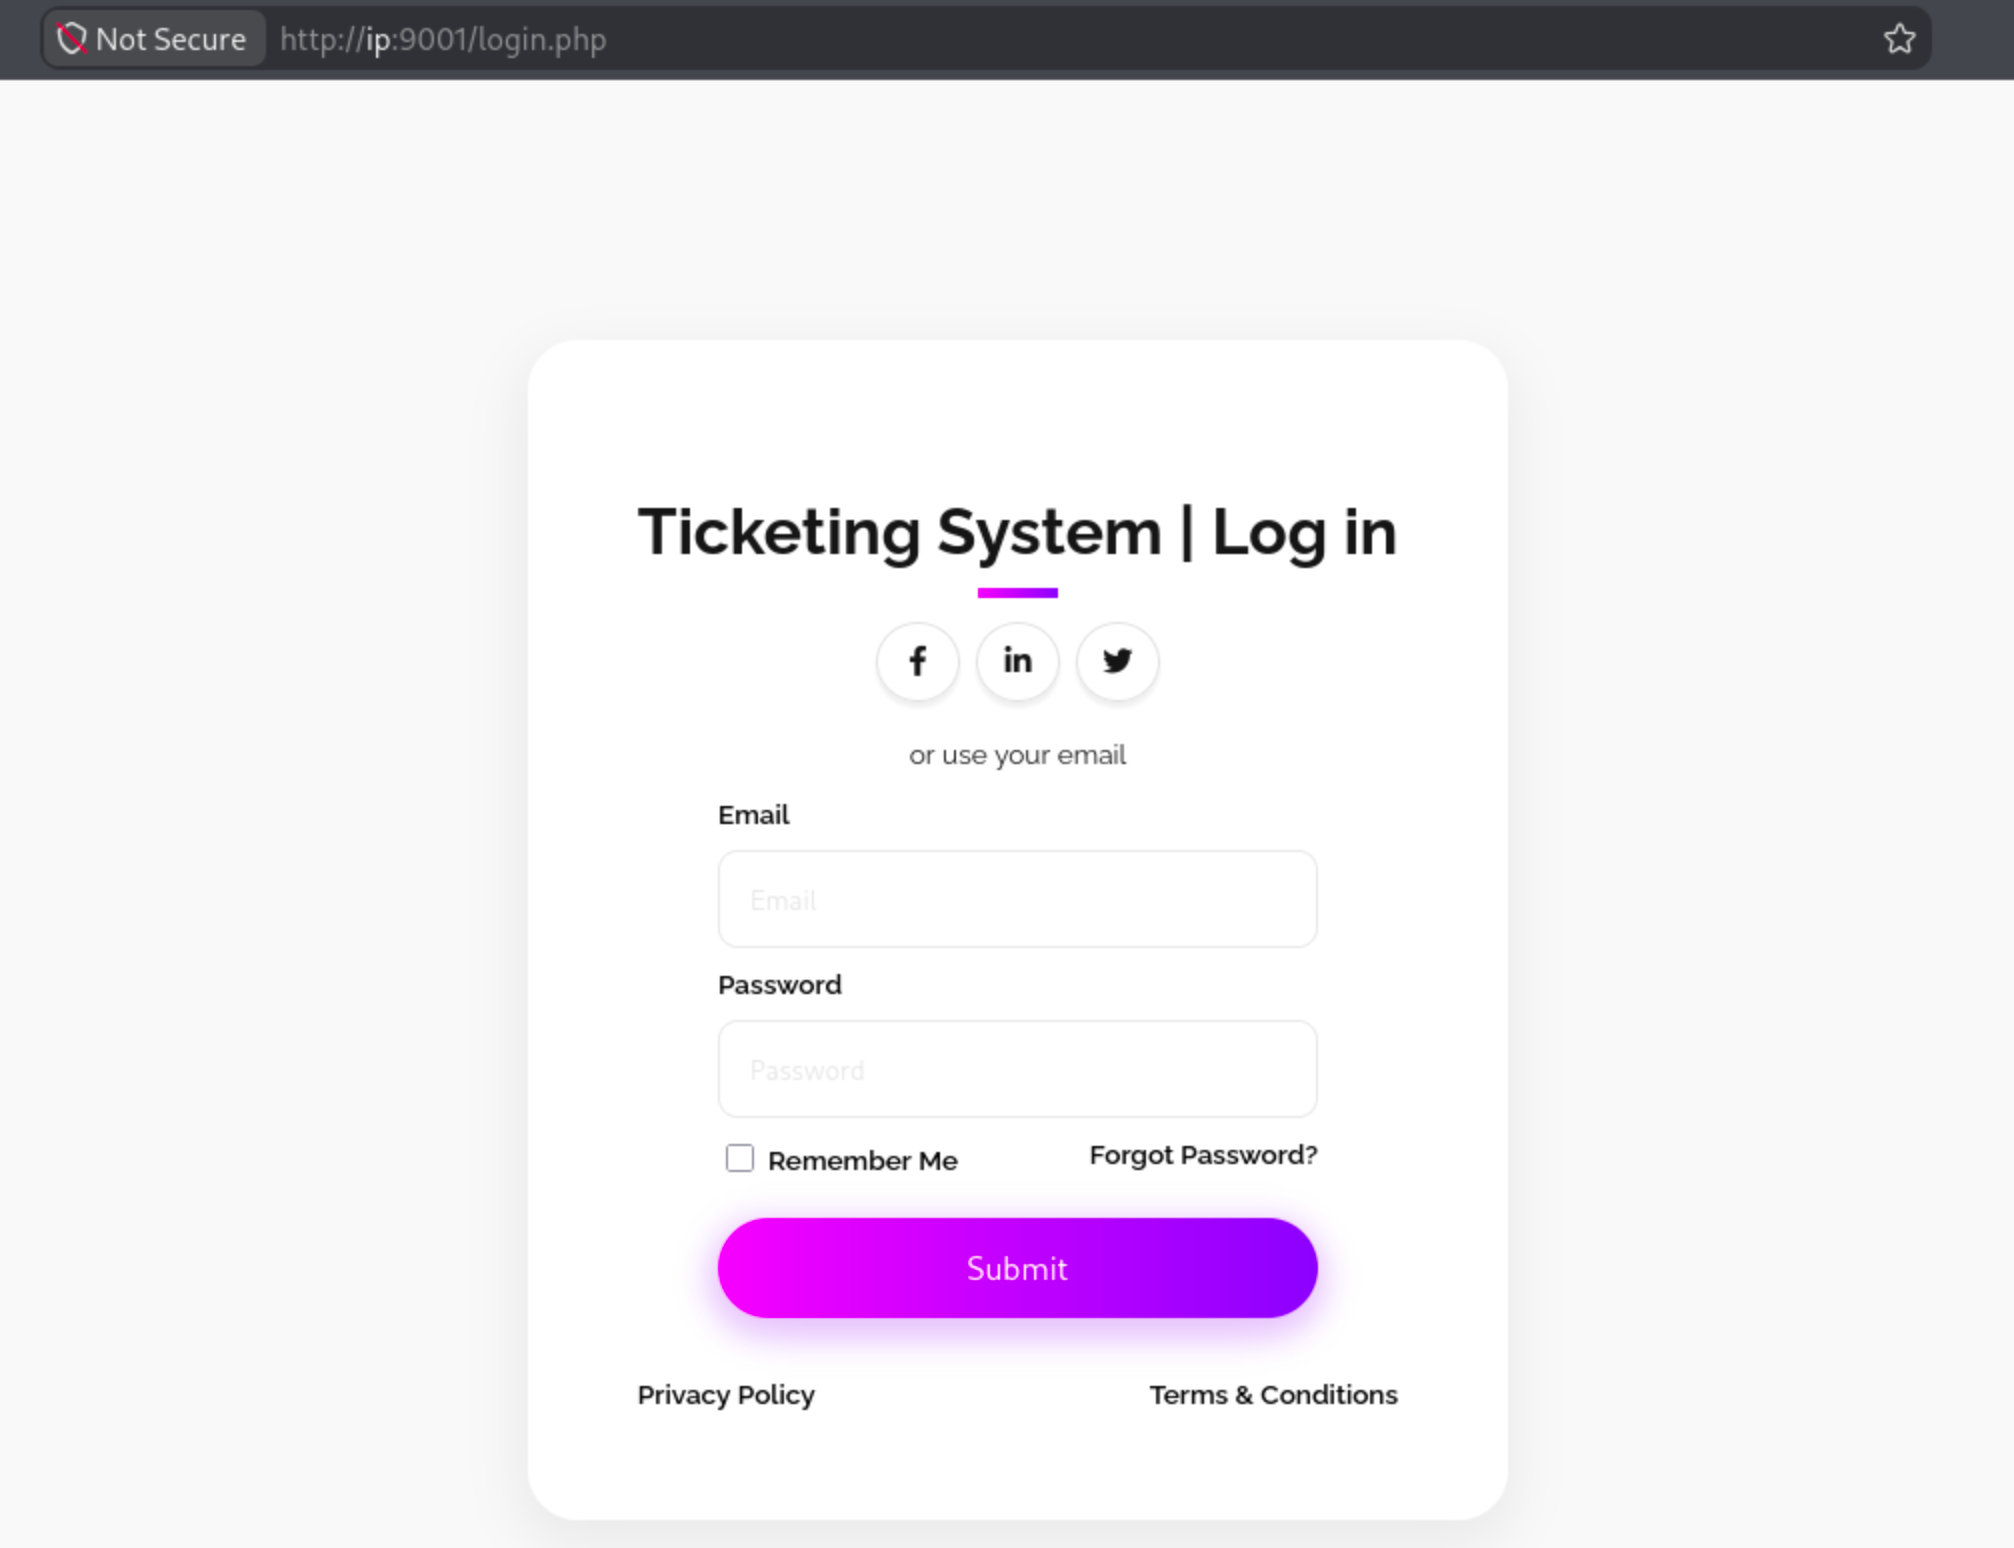 Not Secure http://ip:9001/login.php
Ticketing System | Log in
f in
or use your email
Email
Email
Password
Password
Remember Me Forgot Password?
Submit
Privacy Policy Terms & Conditions